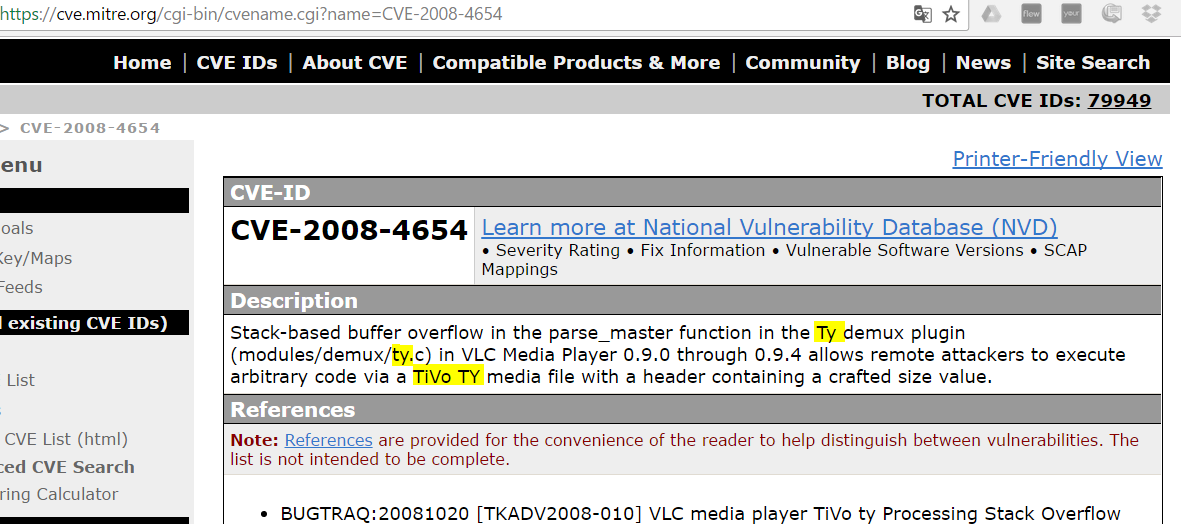 https://cve.mitre.org/cgi-bin/cvename.cgi?name=CVE-2008-4654
Home | CVE IDs | About CVE | Compatible Products & More | Community | Blog | News | Site Search
TOTAL CVE IDs: 79949
> CVE-2008-4654
enu
Printer-Friendly View
CVE-ID
CVE-2008-4654
Learn more at National Vulnerability Database (NVD)
• Severity Rating • Fix Information • Vulnerable Software Versions • SCAP
Mappings
oals
Key/Maps
Feeds
Description
l existing CVE IDs)
Stack-based buffer overflow in the parse_master function in the Ty demux plugin
(modules/demux/ty.c) in VLC Media Player 0.9.0 through 0.9.4 allows remote attackers to execute
arbitrary code via a TiVo TY media file with a header containing a crafted size value.
List
s
References
CVE List (html)
Note: References are provided for the convenience of the reader to help distinguish between vulnerabilities. The
list is not intended to be complete.
ced CVE Search
ring Calculator
• BUGTRAQ:20081020 [TKADV2008-010] VLC media player TiVo ty Processing Stack Overflow